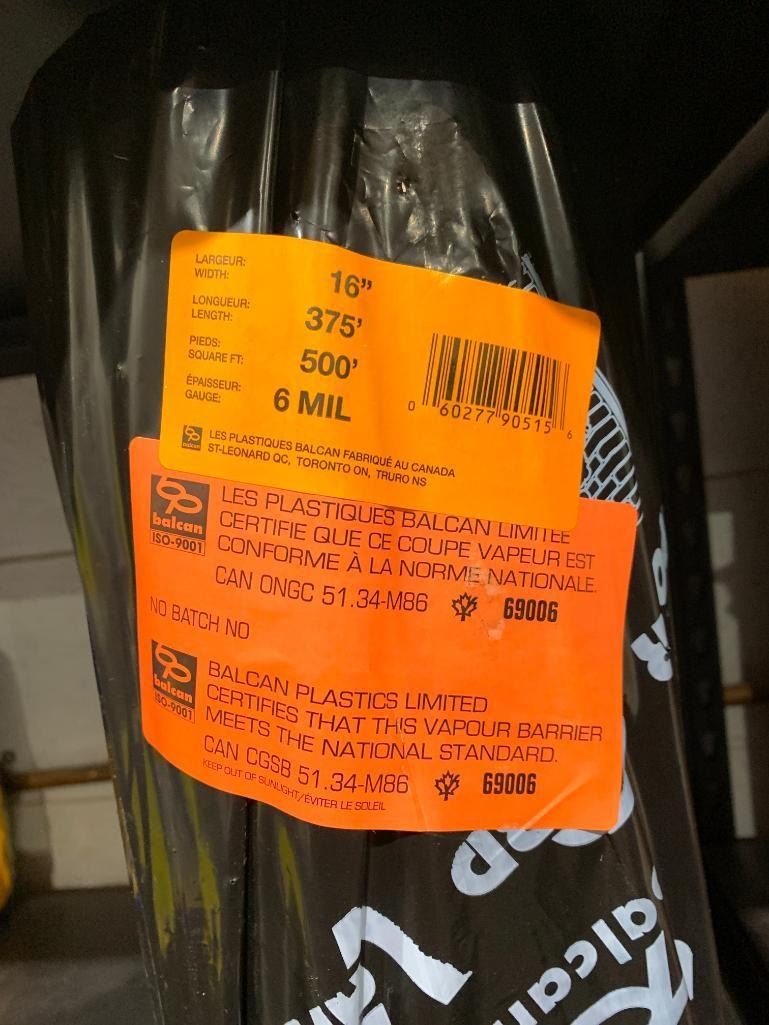 LARGEUR:
WIDTH: 16”
LONGUEUR:
LENGTH: 375’
PIEDS:
SQUARE FT: 500’
ÉPAISSEUR:
GAUGE: 6 MIL
0 60277 90515 6
balcan LES PLASTIQUES BALCAN FABRIQUÉ AU CANADA
ST-LEONARD QC, TORONTO ON, TRURO NS
balcan
ISO-9001
LES PLASTIQUES BALCAN LIMITÉE
CERTIFIE QUE CE COUPE VAPEUR EST
CONFORME À LA NORME NATIONALE.
CAN ONGC 51.34-M86 69006
NO BATCH NO
balcan
ISO-9001
BALCAN PLASTICS LIMITED
CERTIFIES THAT THIS VAPOUR BARRIER
MEETS THE NATIONAL STANDARD.
CAN CGSB 51.34-M86 69006
KEEP OUT OF SUNLIGHT/ÉVITER LE SOLEIL